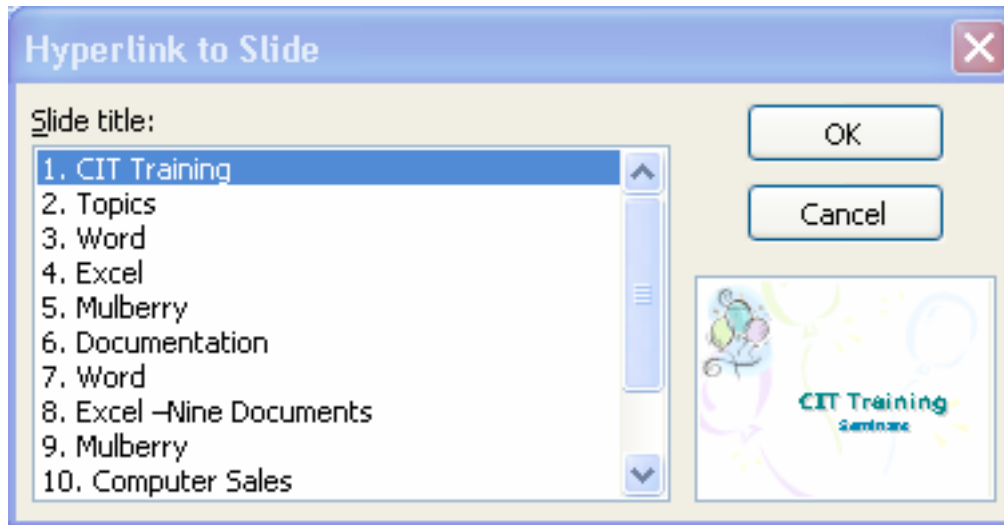 Hyperlink to Slide
Slide title:
1. CIT Training
2. Topics
3. Word
4. Excel
5. Mulberry
6. Documentation
7. Word
8. Excel –Nine Documents
9. Mulberry
10. Computer Sales
OK
Cancel
CIT Training
Seminars